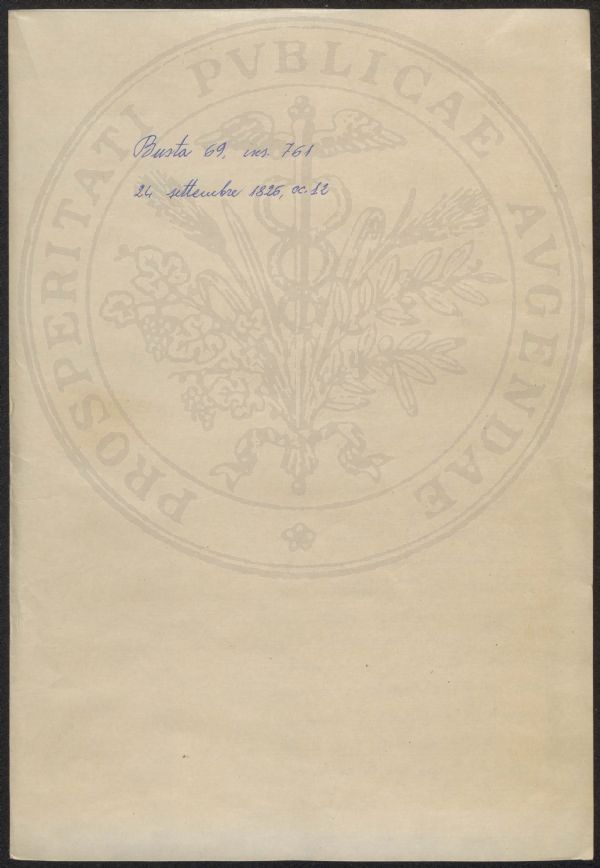 PROSPERITATI PVBLICAE AVGENDAE
Busta 69, ins. 761
24 settembre 1826, cc. 12